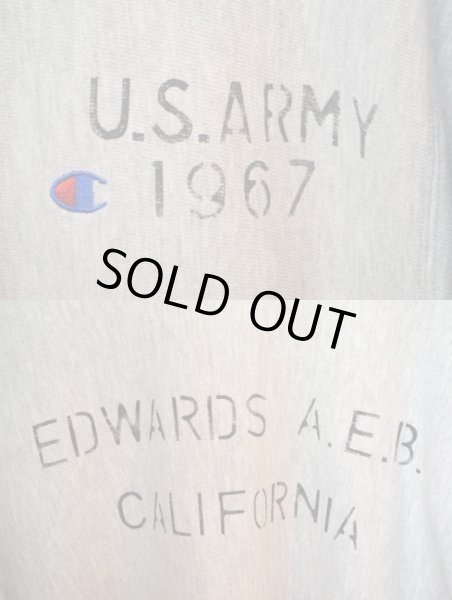 U.S.ARMY
1967
SOLD OUT
EDWARDS A.E.B.
CALIFORNIA